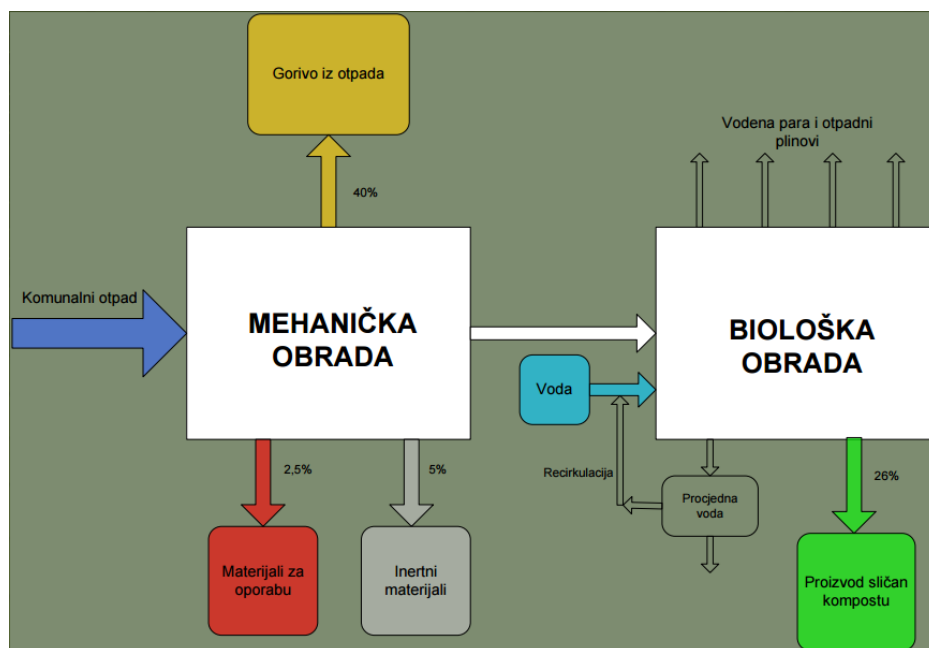 Gorivo iz otpada
40%
Vodena para i otpadni
plinovi
Komunalni otpad
MEHANIČKA
OBRADA
BIOLOŠKA
OBRADA
Voda
2,5%
5%
Recirkulacija
26%
Procjedna
voda
Materijali za
oporabu
Inertni
materijali
Proizvod sličan
kompostu